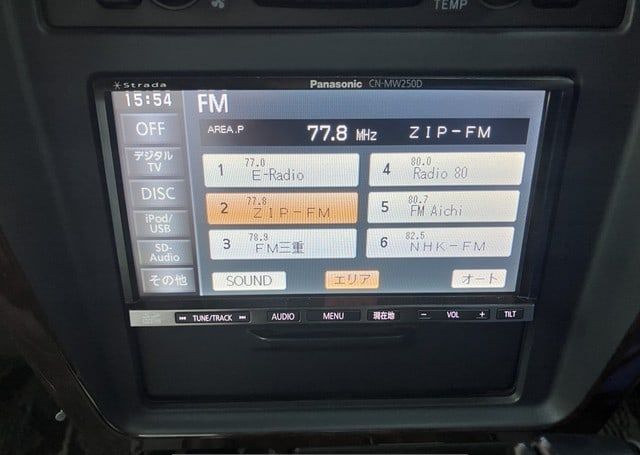 TEMP
Strada
Panasonic CN-MW250D
15:54
FM
OFF
AREA.P 77.8 MHz ZIP-FM
デジタル
TV
DISC
iPod/
USB
SD-
Audio
その他
1 77.0 E-Radio
4 80.0 Radio 80
2 77.8 ZIP-FM
5 80.7 FM Aichi
3 78.9 FM三重
6 82.5 NHK-FM
SOUND エリア オート
TUNE/TRACK AUDIO MENU 現在地 - VOL + TILT